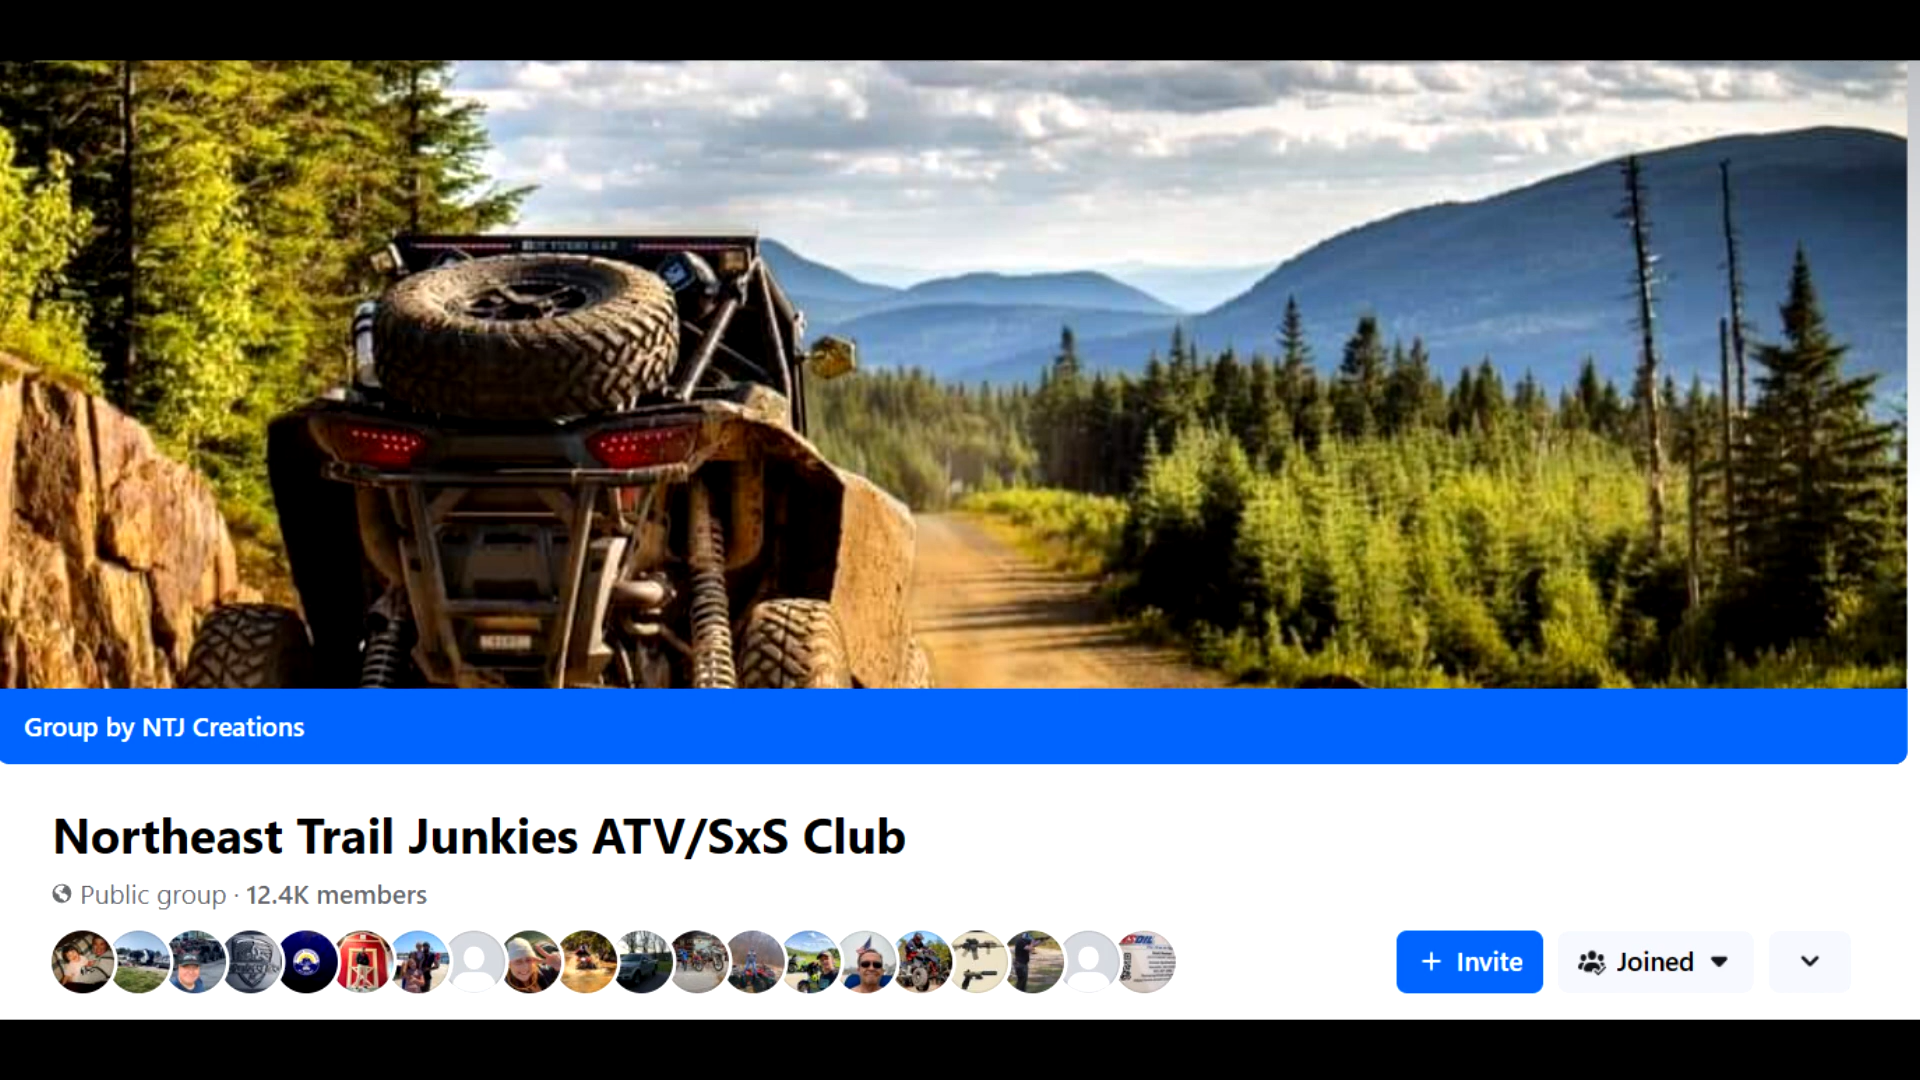 Group by NTJ Creations
Northeast Trail Junkies ATV/SxS Club
Public group · 12.4K members
+ Invite
Joined